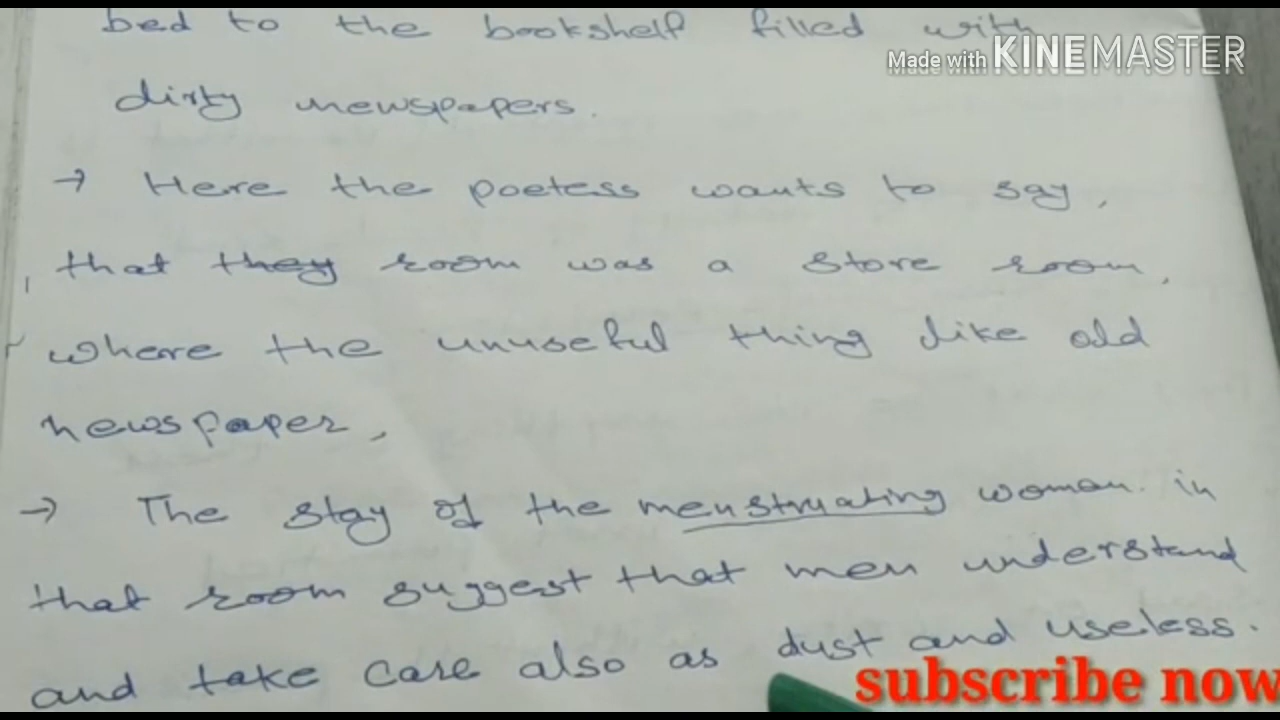 bed to the bookshelf filled with
Made with KINEMASTER
dirty newspapers.
→ Here the poetess wants to say,
that they room was a store room,
where the unuseful thing like old
newspaper,
→ The stay of the menstruating woman in
that room suggest that men understand
and take care also as dust and useless.
subscribe now